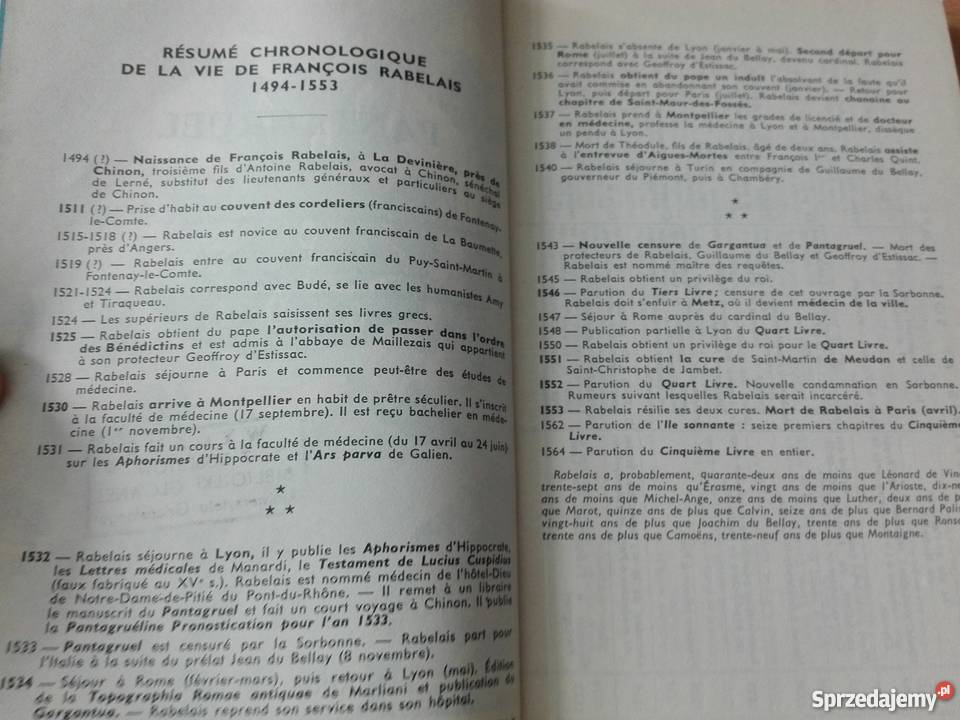 RÉSUMÉ CHRONOLOGIQUE
DE LA VIE DE FRANÇOIS RABELAIS
1494-1553
1494 (?) — Naissance de François Rabelais, à La Devinière, près de
Chinon, troisième fils d'Antoine Rabelais, avocat à Chinon, sénéchal
de Lerné, substitut des lieutenants généraux et particuliers au siège
de Chinon.
1511 (?) — Prise d'habit au couvent des cordeliers (franciscains) de Fontenay-
le-Comte.
1515-1518 (?) — Rabelais est novice au couvent franciscain de La Baumette,
près d'Angers.
1519 (?) — Rabelais entre au couvent franciscain du Puy-Saint-Martin à
Fontenay-le-Comte.
1521-1524 — Rabelais correspond avec Budé, se lie avec les humanistes Amy
et Tiraqueau.
1524 — Les supérieurs de Rabelais saisissent ses livres grecs.
1525 — Rabelais obtient du pape l'autorisation de passer dans l'ordre
des Bénédictins et est admis à l'abbaye de Maillezais qui appartient
à son protecteur Geoffroy d'Estissac.
1528 — Rabelais séjourne à Paris et commence peut-être des études de
médecine.
1530 — Rabelais arrive à Montpellier en habit de prêtre séculier. Il s'inscrit
à la faculté de médecine (17 septembre). Il est reçu bachelier en méde-
cine (1er novembre).
1531 — Rabelais fait un cours à la faculté de médecine (du 17 avril au 24 juin)
sur les Aphorismes d'Hippocrate et l'Ars parva de Galien.
*
* *
1532 — Rabelais séjourne à Lyon, il y publie les Aphorismes d'Hippocrate,
les Lettres médicales de Manardi, le Testament de Lucius Cuspidius
(faux fabriqué au XVe s.). Rabelais est nommé médecin de l'hôtel-Dieu
de Notre-Dame-de-Pitié du Pont-du-Rhône. — Il remet à un libraire
le manuscrit du Pantagruel et fait un court voyage à Chinon. Il publie
la Pantagruéline Pronostication pour l'an 1533.
1533 — Pantagruel est censuré par la Sorbonne. — Rabelais part pour
l'Italie à la suite du prélat Jean du Bellay (8 novembre).
1534 — Séjour à Rome (février-mars), puis retour à Lyon (mai). Édition
de la Topographia Romae antiquae de Marliani et publication du
Gargantua. — Rabelais reprend son service dans son hôpital.
1535 — Rabelais s'absente de Lyon (janvier à mai). Second départ pour
Rome (juillet) à la suite de Jean du Bellay, devenu cardinal. Rabelais
correspond avec Geoffroy d'Estissac.
1536 — Rabelais obtient du pape un indult l'absolvant de la faute qu'il
avait commise en abandonnant son couvent (janvier). — Retour pour
Lyon, puis départ pour Paris (juillet). Rabelais devient chanoine au
chapitre de Saint-Maur-des-Fossés.
1537 — Rabelais prend à Montpellier les grades de licencié et de docteur
en médecine, professe la médecine à Lyon et à Montpellier, dissèque
un pendu à Lyon.
1538 — Mort de Théodule, fils de Rabelais, âgé de deux ans. Rabelais assiste
à l'entrevue d'Aigues-Mortes entre François Ier et Charles Quint.
1540 — Rabelais séjourne à Turin en compagnie de Guillaume du Bellay,
gouverneur du Piémont, puis à Chambéry.
*
* *
1543 — Nouvelle censure de Gargantua et de Pantagruel. — Mort des
protecteurs de Rabelais, Guillaume du Bellay et Geoffroy d'Estissac. —
Rabelais est nommé maître des requêtes.
1545 — Rabelais obtient un privilège du roi.
1546 — Parution du Tiers Livre; censure de cet ouvrage par la Sorbonne.
Rabelais doit s'enfuir à Metz, où il devient médecin de la ville.
1547 — Séjour à Rome auprès du cardinal du Bellay.
1548 — Publication partielle à Lyon du Quart Livre.
1550 — Rabelais obtient un privilège du roi pour le Quart Livre.
1551 — Rabelais obtient la cure de Saint-Martin de Meudon et celle de
Saint-Christophe de Jambet.
1552 — Parution du Quart Livre. Nouvelle condamnation en Sorbonne.
Rumeurs suivant lesquelles Rabelais serait incarcéré.
1553 — Rabelais résilie ses deux cures. Mort de Rabelais à Paris (avril).
1562 — Parution de l'Ile sonnante : seize premiers chapitres du Cinquième
Livre.
1564 — Parution du Cinquième Livre en entier.
Rabelais a, probablement, quarante-deux ans de moins que Léonard de Vin
trente-sept ans de moins qu'Érasme, vingt ans de moins que l'Arioste, dix-ne
ans de moins que Michel-Ange, onze ans de moins que Luther, deux ans de p
que Marot, quinze ans de plus que Calvin, seize ans de plus que Bernard Palis
vingt-huit ans de plus que Joachim du Bellay, trente ans de plus que Ronsa
trente ans de plus que Camoëns, trente-neuf ans de plus que Montaigne.
Sprzedajemy.pl